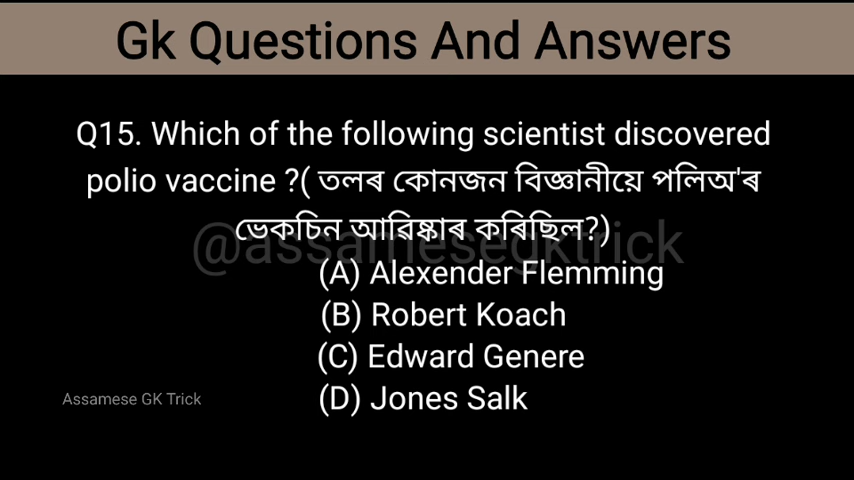 Gk Questions And Answers
Q15. Which of the following scientist discovered
polio vaccine ?( তলৰ কোনজন বিজ্ঞানীয়ে পলিঅ'ৰ
ভেকচিন আৱিষ্কাৰ কৰিছিল?)
@assamesegktrick
(A) Alexender Flemming
(B) Robert Koach
(C) Edward Genere
(D) Jones Salk
Assamese GK Trick